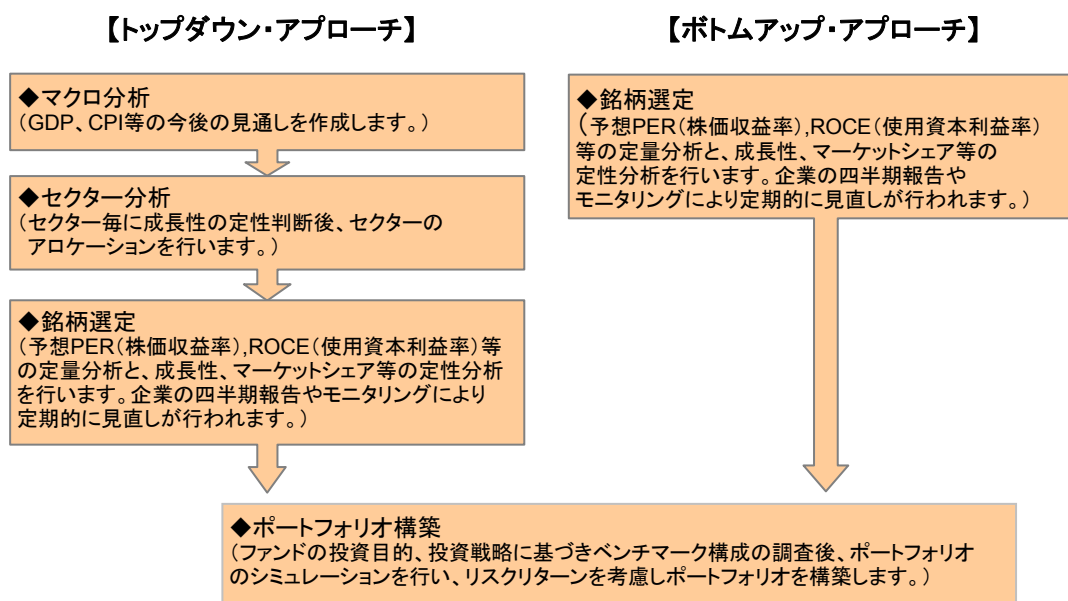 【トップダウン・アプローチ】
◆マクロ分析
（GDP、CPI等の今後の見通しを作成します。）
◆セクター分析
（セクター毎に成長性の定性判断後、セクターの
アロケーションを行います。）
◆銘柄選定
（予想PER（株価収益率）,ROCE（使用資本利益率）等
の定量分析と、成長性、マーケットシェア等の定性分析
を行います。企業の四半期報告やモニタリングにより
定期的に見直しが行われます。）
【ボトムアップ・アプローチ】
◆銘柄選定
（予想PER（株価収益率）,ROCE（使用資本利益率）
等の定量分析と、成長性、マーケットシェア等の
定性分析を行います。企業の四半期報告や
モニタリングにより定期的に見直しが行われます。）
◆ポートフォリオ構築
（ファンドの投資目的、投資戦略に基づきベンチマーク構成の調査後、ポートフォリオ
のシミュレーションを行い、リスクリターンを考慮しポートフォリオを構築します。）